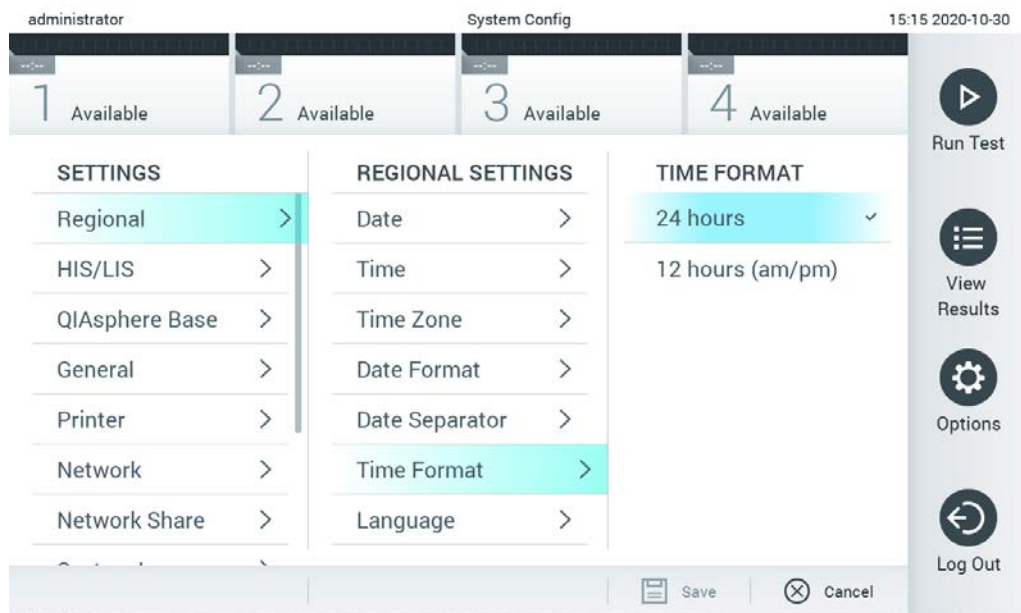 administrator System Config 15:15 2020-10-30
--:-- --:-- --:-- --:--
1 Available 2 Available 3 Available 4 Available
Run Test
SETTINGS REGIONAL SETTINGS TIME FORMAT
Regional Date 24 hours
HIS/LIS Time 12 hours (am/pm)
View
Results
QIAsphere Base Time Zone
General Date Format
Options
Printer Date Separator
Network Time Format
Network Share Language
Log Out
Save Cancel